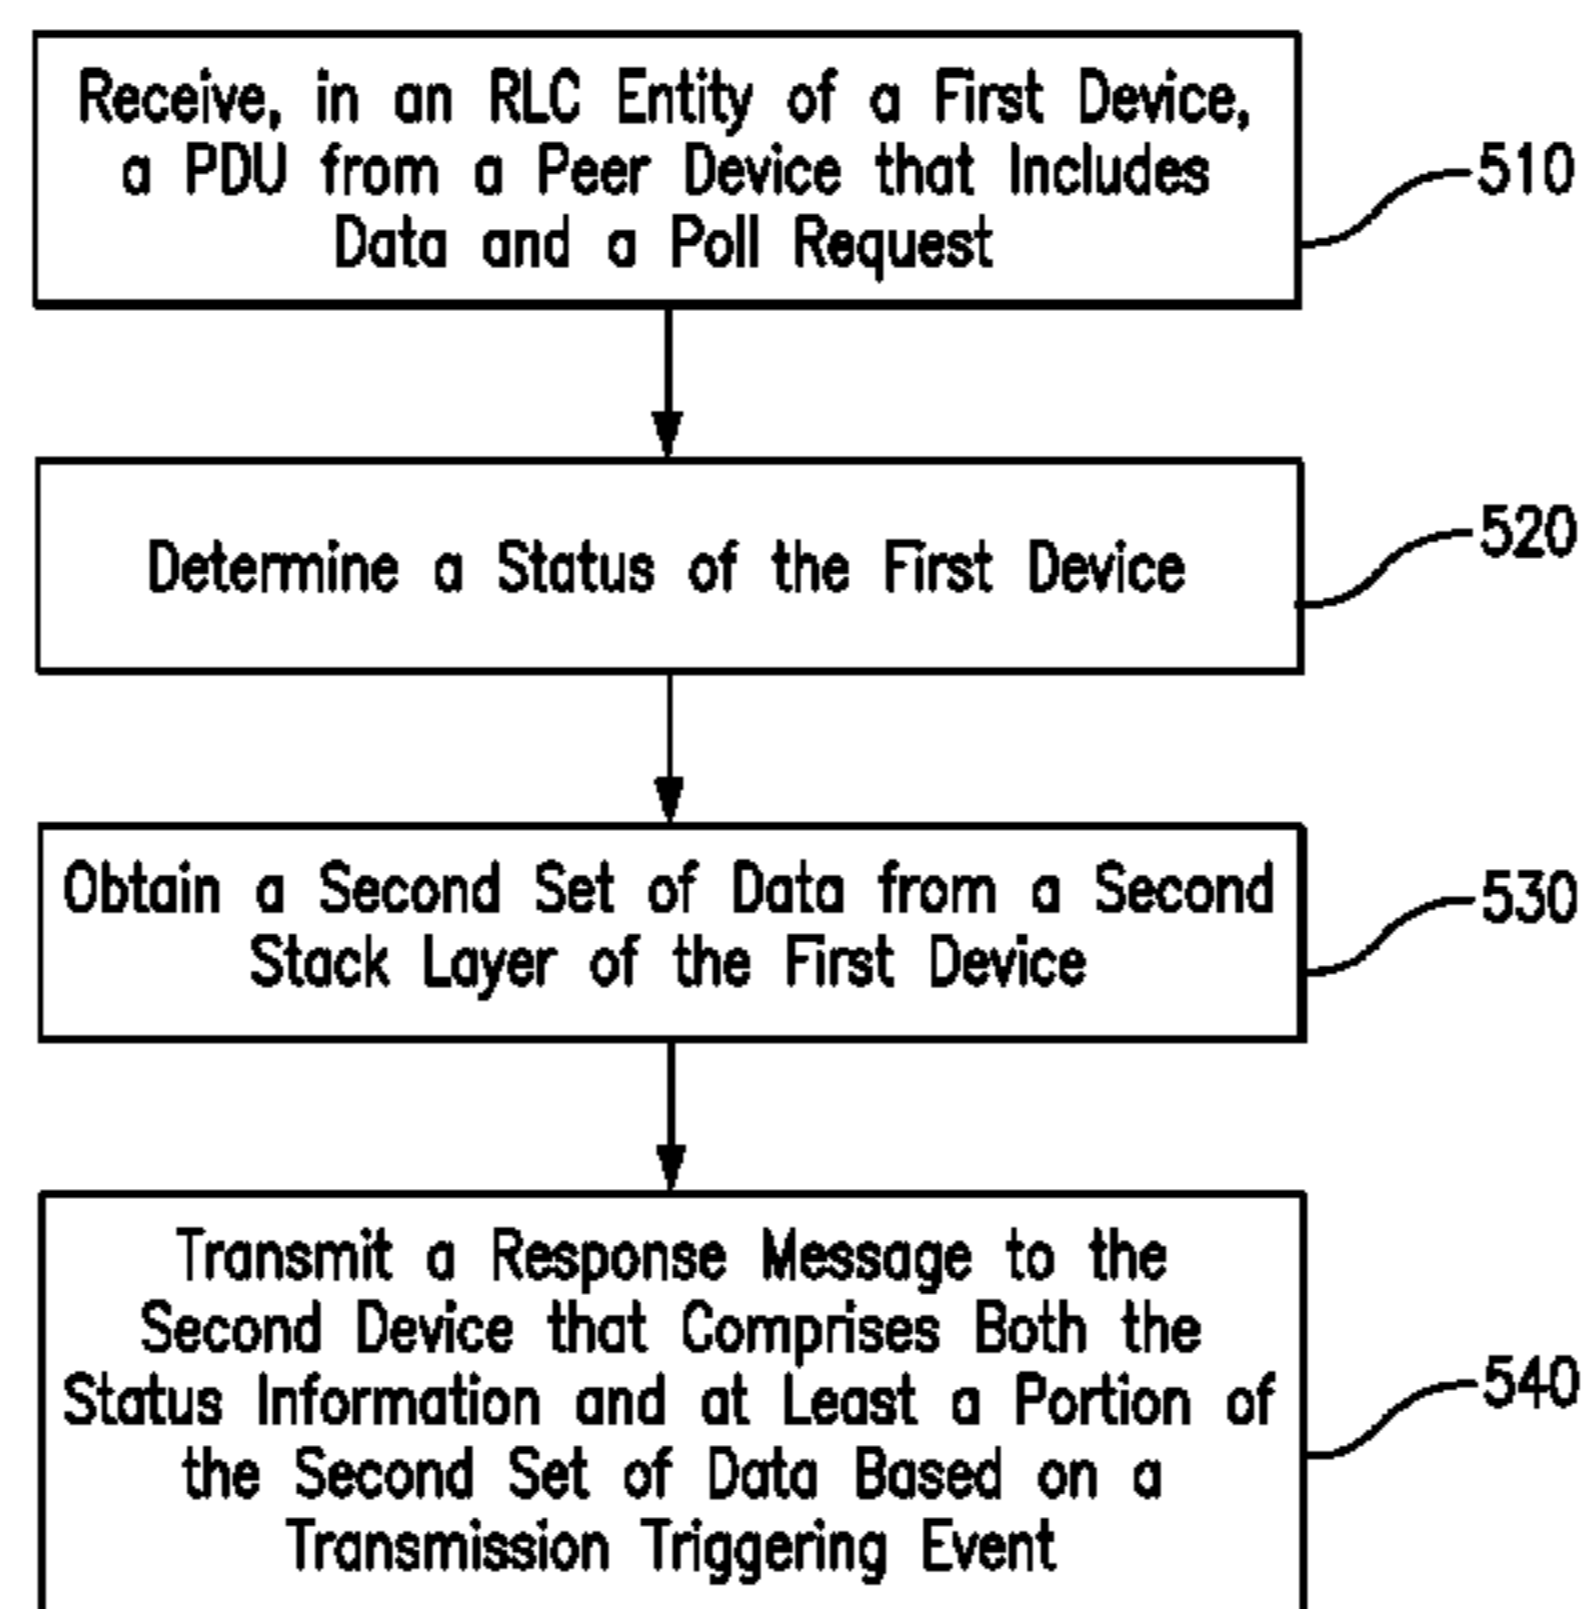 Receive, in an RLC Entity of a First Device,
a PDU from a Peer Device that Includes
Data and a Poll Request
510
Determine a Status of the First Device
520
Obtain a Second Set of Data from a Second
Stack Layer of the First Device
530
Transmit a Response Message to the
Second Device that Comprises Both the
Status Information and at Least a Portion of
the Second Set of Data Based on a
Transmission Triggering Event
540